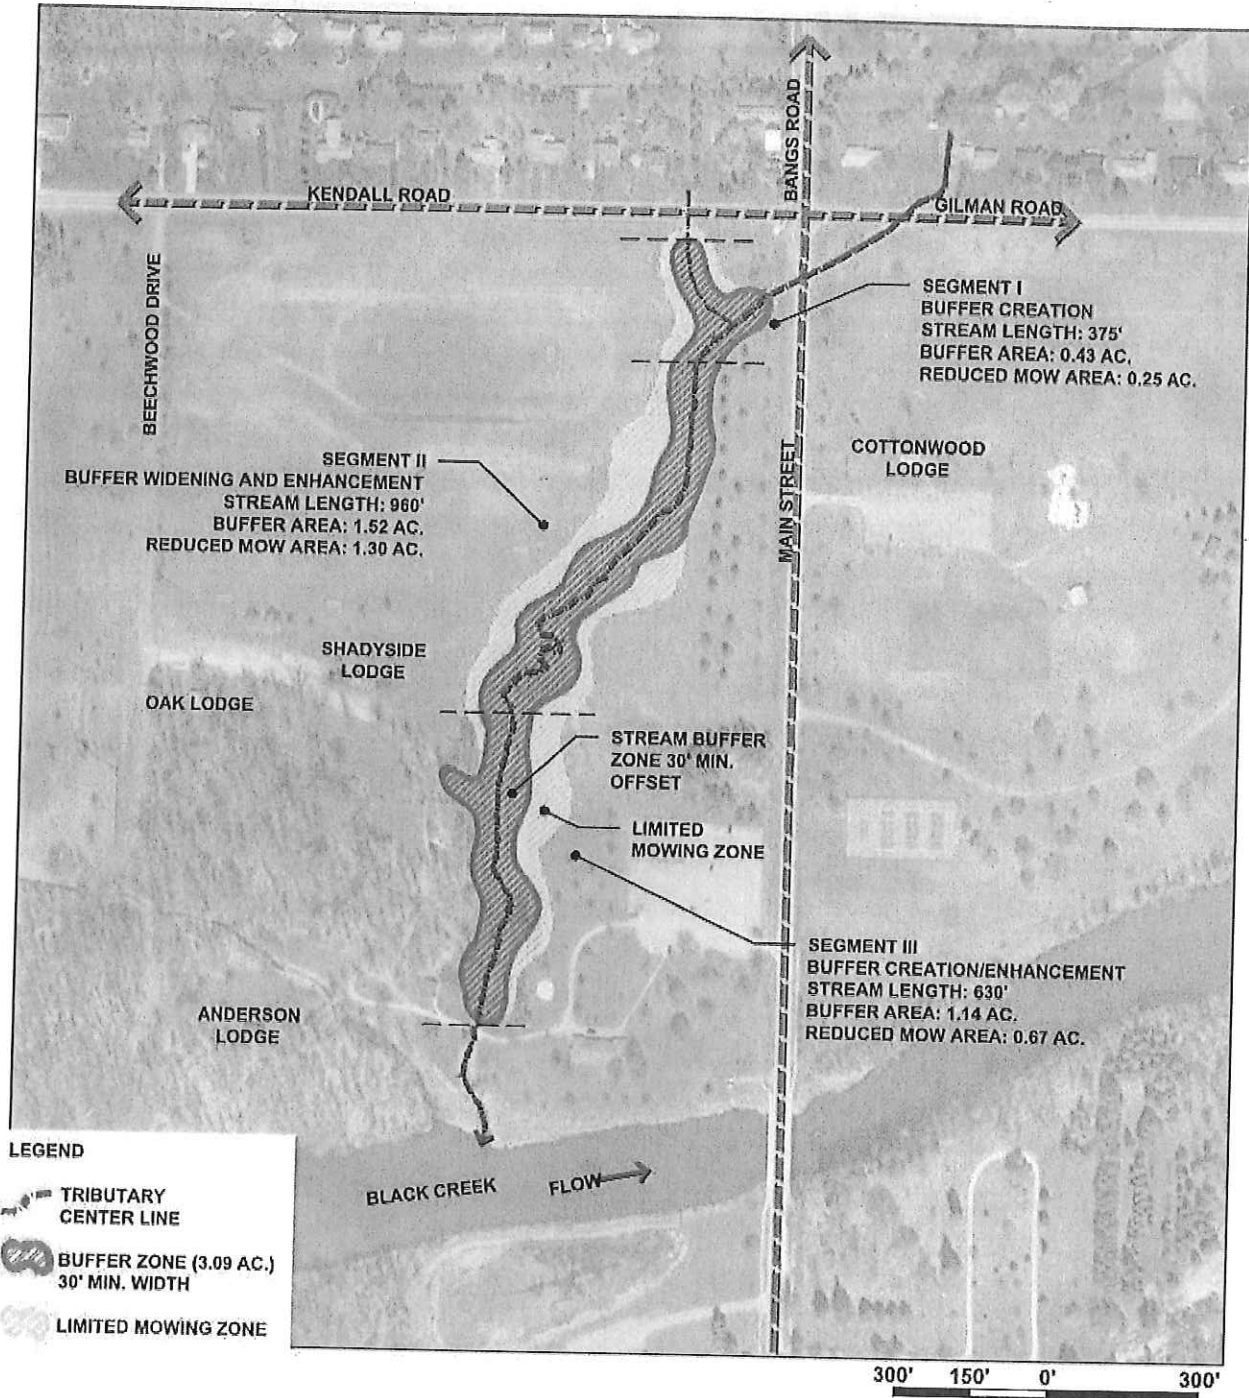 KENDALL ROAD
BANGS ROAD
GILMAN ROAD
BEECHWOOD DRIVE
SEGMENT I
BUFFER CREATION
STREAM LENGTH: 375'
BUFFER AREA: 0.43 AC.
REDUCED MOW AREA: 0.25 AC.
SEGMENT II
BUFFER WIDENING AND ENHANCEMENT
STREAM LENGTH: 960'
BUFFER AREA: 1.52 AC.
REDUCED MOW AREA: 1.30 AC.
MAIN STREET
COTTONWOOD
LODGE
SHADYSIDE
LODGE
OAK LODGE
STREAM BUFFER
ZONE 30' MIN.
OFFSET
LIMITED
MOWING ZONE
SEGMENT III
BUFFER CREATION/ENHANCEMENT
STREAM LENGTH: 630'
BUFFER AREA: 1.14 AC.
REDUCED MOW AREA: 0.67 AC.
ANDERSON
LODGE
BLACK CREEK FLOW
LEGEND
TRIBUTARY
CENTER LINE
BUFFER ZONE (3.09 AC.)
30' MIN. WIDTH
LIMITED MOWING ZONE
300' 150' 0' 300'